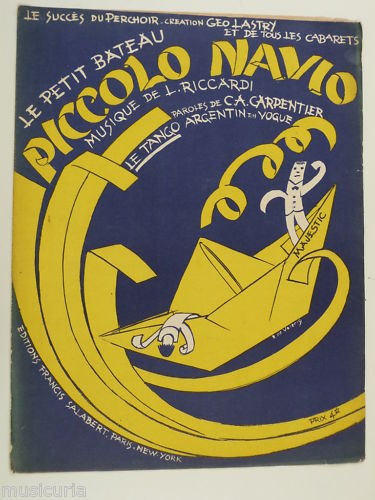 LE SUCCÈS DU PERCHOIR - CRÉATION GEO LASTRY
ET DE TOUS LES CABARETS
LE PETIT BATEAU
PICCOLO NAVIO
MUSIQUE DE L. RICCARDI
PAROLES DE C.A. CARPENTIER
LE TANGO ARGENTIN EN VOGUE
MAJESTIC
EDITIONS FRANCIS SALABERT. PARIS - NEW-YORK
PRIX 4F
musicuria